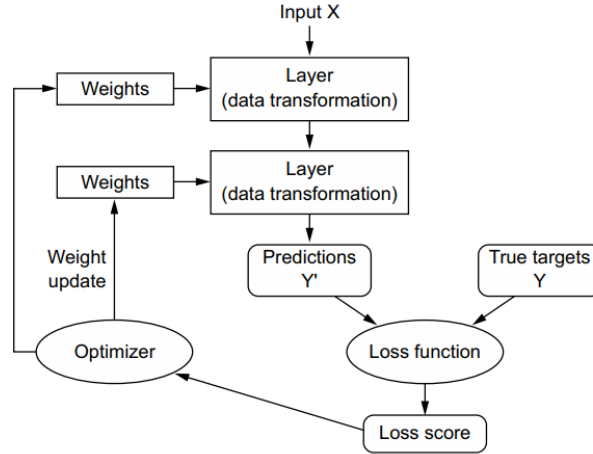 Input X
Weights
Layer
(data transformation)
Weights
Layer
(data transformation)
Weight
update
Predictions
Y'
True targets
Y
Optimizer
Loss function
Loss score